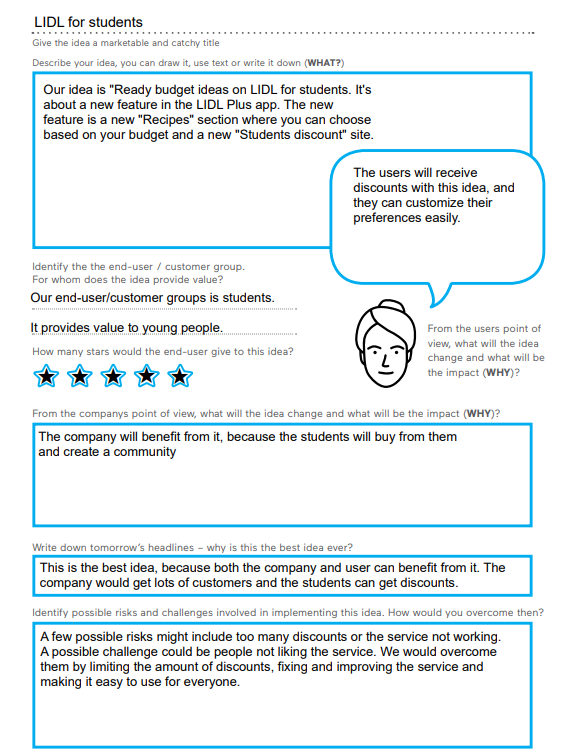 LIDL for students
Give the idea a marketable and catchy title
Describe your idea, you can draw it, use text or write it down (WHAT?)
Our idea is "Ready budget ideas on LIDL for students. It's
about a new feature in the LIDL Plus app. The new
feature is a new "Recipes" section where you can choose
based on your budget and a new "Students discount" site.
The users will receive
discounts with this idea, and
they can customize their
preferences easily.
Identify the the end-user / customer group.
For whom does the idea provide value?
Our end-user/customer groups is students.
It provides value to young people.
How many stars would the end-user give to this idea?
From the users point of
view, what will the idea
change and what will be
the impact (WHY)?
From the companys point of view, what will the idea change and what will be the impact (WHY)?
The company will benefit from it, because the students will buy from them
and create a community
Write down tomorrow's headlines – why is this the best idea ever?
This is the best idea, because both the company and user can benefit from it. The
company would get lots of customers and the students can get discounts.
Identify possible risks and challenges involved in implementing this idea. How would you overcome then?
A few possible risks might include too many discounts or the service not working.
A possible challenge could be people not liking the service. We would overcome
them by limiting the amount of discounts, fixing and improving the service and
making it easy to use for everyone.